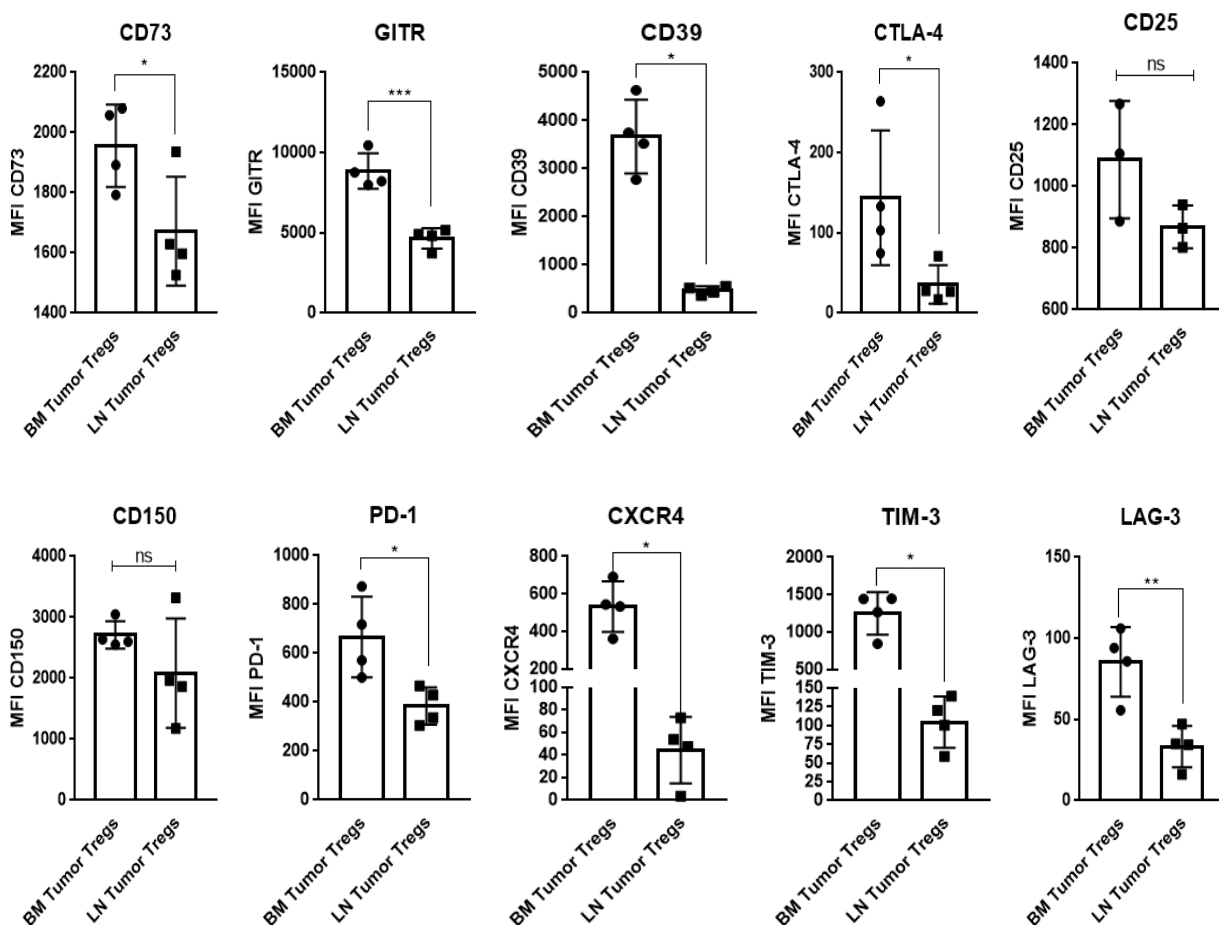 CD73
*
2200
2000
1800
1600
1400
MFI CD73
BM Tumor Tregs
LN Tumor Tregs
GITR
***
15000
10000
5000
0
MFI GITR
BM Tumor Tregs
LN Tumor Tregs
CD39
*
5000
4000
3000
2000
1000
0
MFI CD39
BM Tumor Tregs
LN Tumor Tregs
CTLA-4
*
300
200
100
0
MFI CTLA-4
BM Tumor Tregs
LN Tumor Tregs
CD25
ns
1400
1200
1000
800
600
MFI CD25
BM Tumor Tregs
LN Tumor Tregs
CD150
ns
4000
3000
2000
1000
0
MFI CD150
BM Tumor Tregs
LN Tumor Tregs
PD-1
*
1000
800
600
400
200
0
MFI PD-1
BM Tumor Tregs
LN Tumor Tregs
CXCR4
*
800
600
400
200
100
80
60
40
20
0
MFI CXCR4
BM Tumor Tregs
LN Tumor Tregs
TIM-3
*
2000
1500
1250
1000
750
500
150
125
100
75
50
25
0
MFI TIM-3
BM Tumor Tregs
LN Tumor Tregs
LAG-3
**
150
100
50
0
MFI LAG-3
BM Tumor Tregs
LN Tumor Tregs